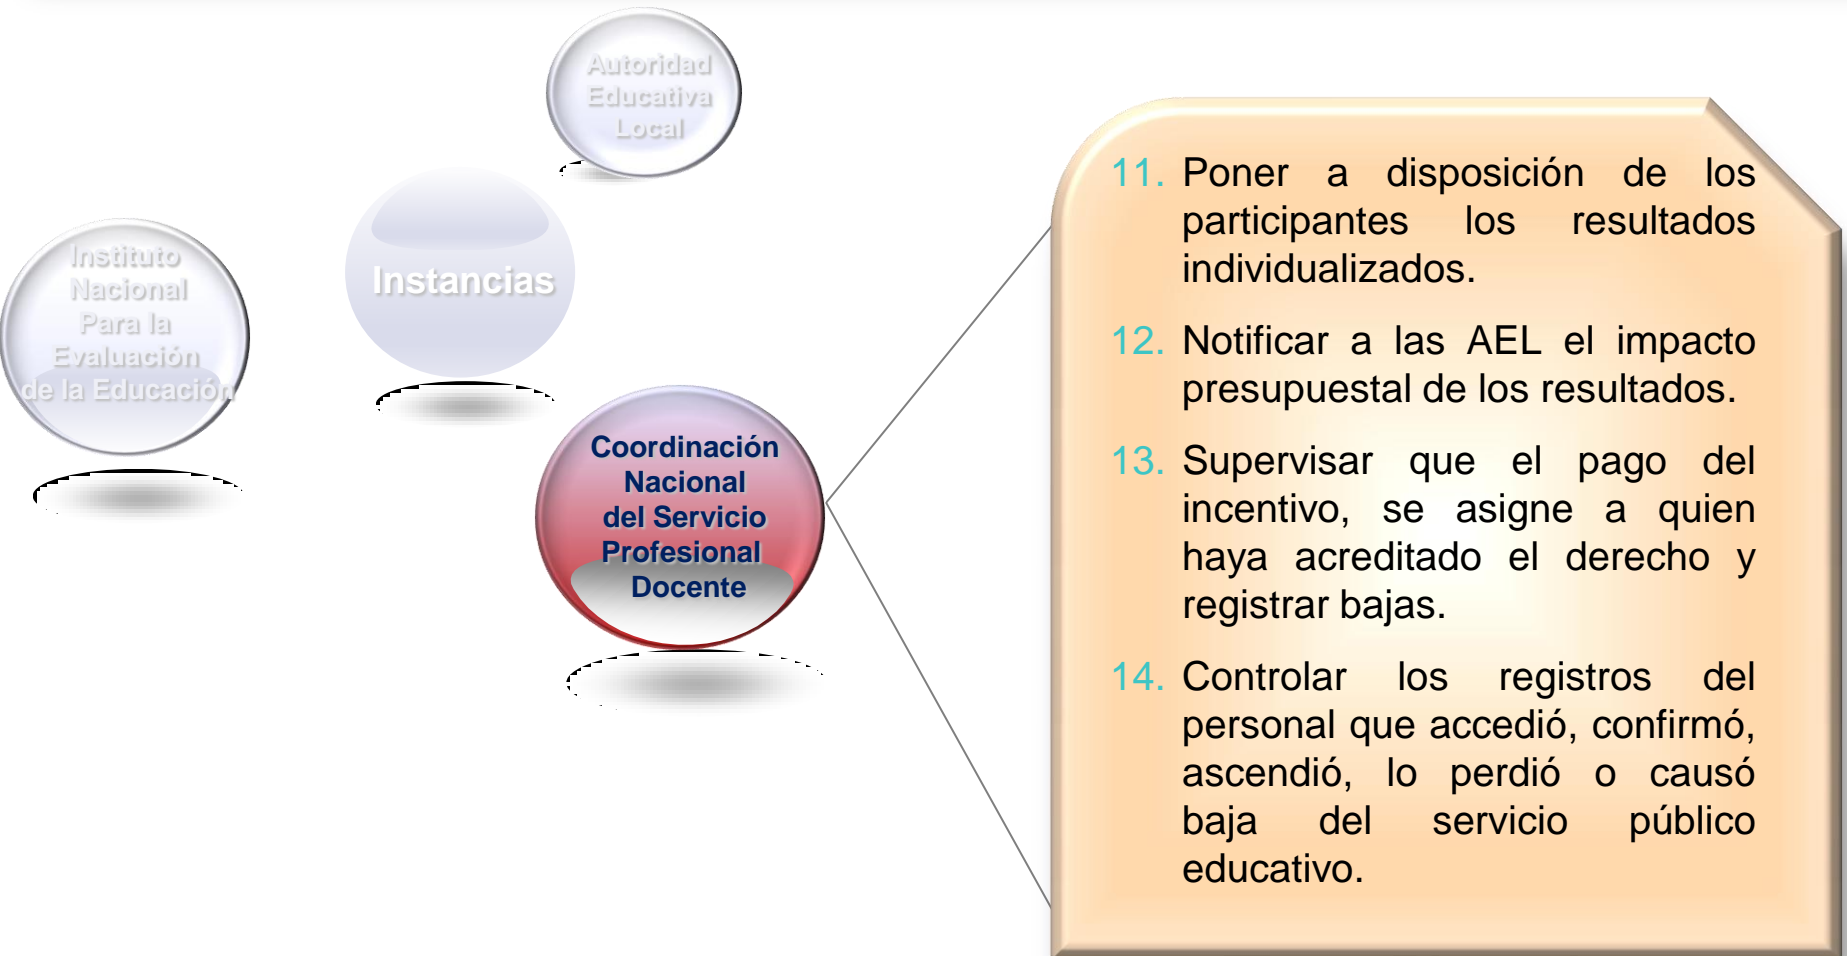 Autoridad
Educativa
Local
Instituto
Nacional
Para la
Evaluación
de la Educación
Instancias
Coordinación
Nacional
del Servicio
Profesional
Docente
11. Poner a disposición de los
participantes los resultados
individualizados.
12. Notificar a las AEL el impacto
presupuestal de los resultados.
13. Supervisar que el pago del
incentivo, se asigne a quien
haya acreditado el derecho y
registrar bajas.
14. Controlar los registros del
personal que accedió, confirmó,
ascendió, lo perdió o causó
baja del servicio público
educativo.